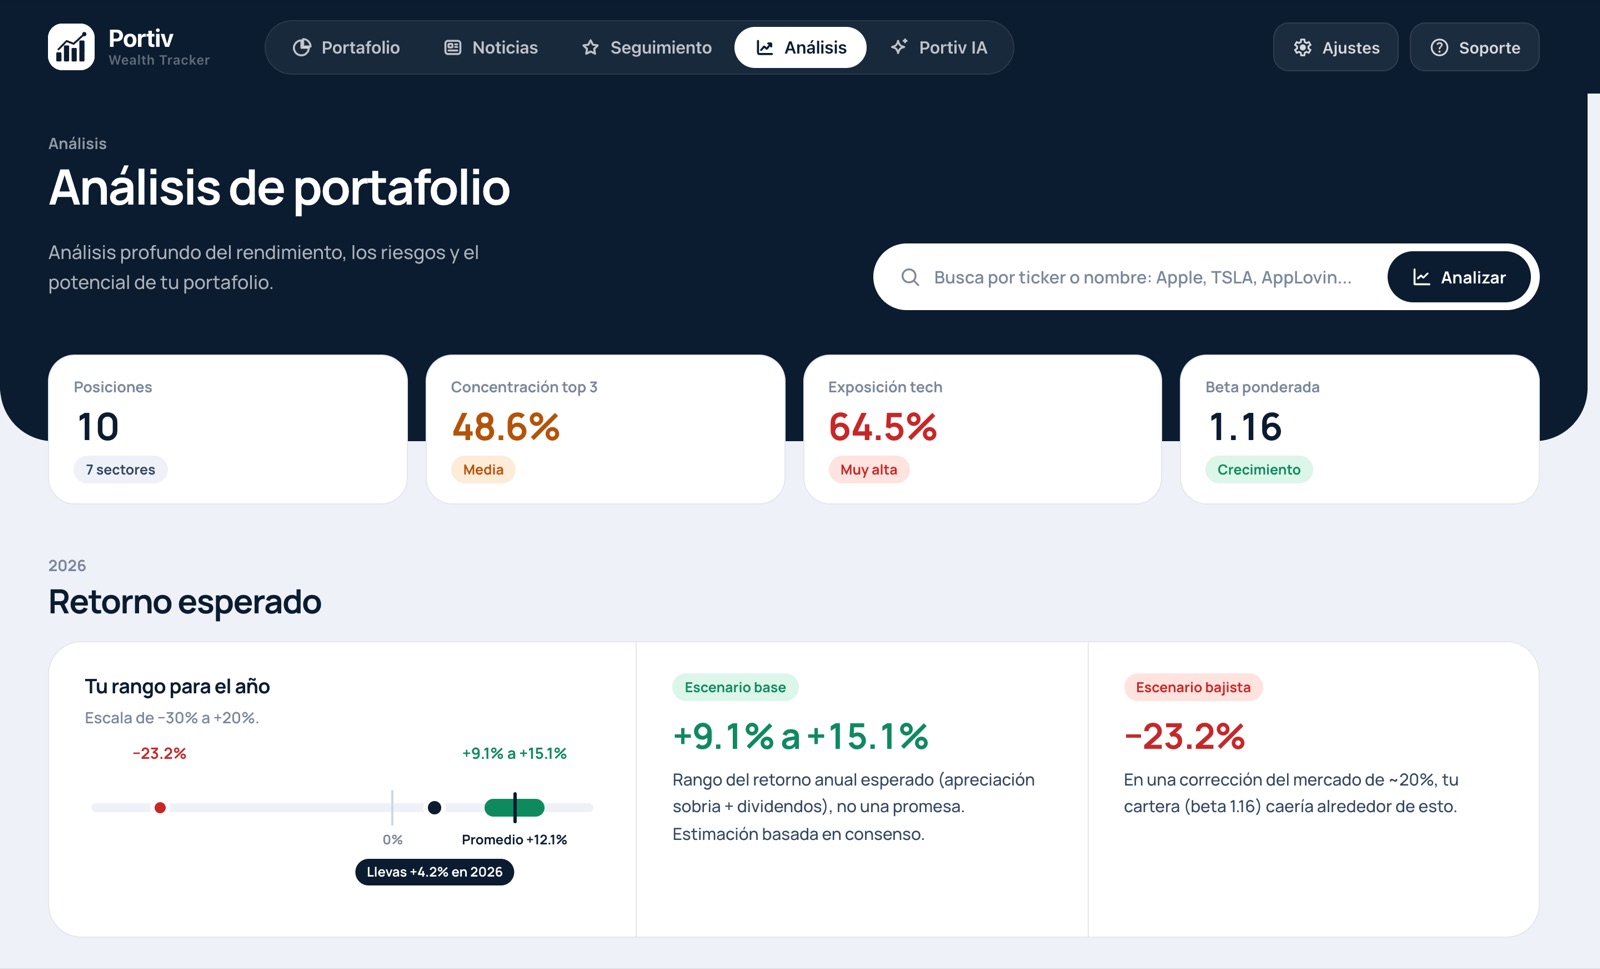 Portiv
Wealth Tracker
Portafolio
Noticias
Seguimiento
Análisis
Portiv IA
Ajustes
Soporte
Análisis
Análisis de portafolio
Análisis profundo del rendimiento, los riesgos y el
potencial de tu portafolio.
Busca por ticker o nombre: Apple, TSLA, AppLovin...
Analizar
Posiciones
10
7 sectores
Concentración top 3
48.6%
Media
Exposición tech
64.5%
Muy alta
Beta ponderada
1.16
Crecimiento
2026
Retorno esperado
Tu rango para el año
Escala de −30% a +20%.
−23.2%
+9.1% a +15.1%
0%
Promedio +12.1%
Llevas +4.2% en 2026
Escenario base
+9.1% a +15.1%
Rango del retorno anual esperado (apreciación
sobria + dividendos), no una promesa.
Estimación basada en consenso.
Escenario bajista
−23.2%
En una corrección del mercado de ~20%, tu
cartera (beta 1.16) caería alrededor de esto.